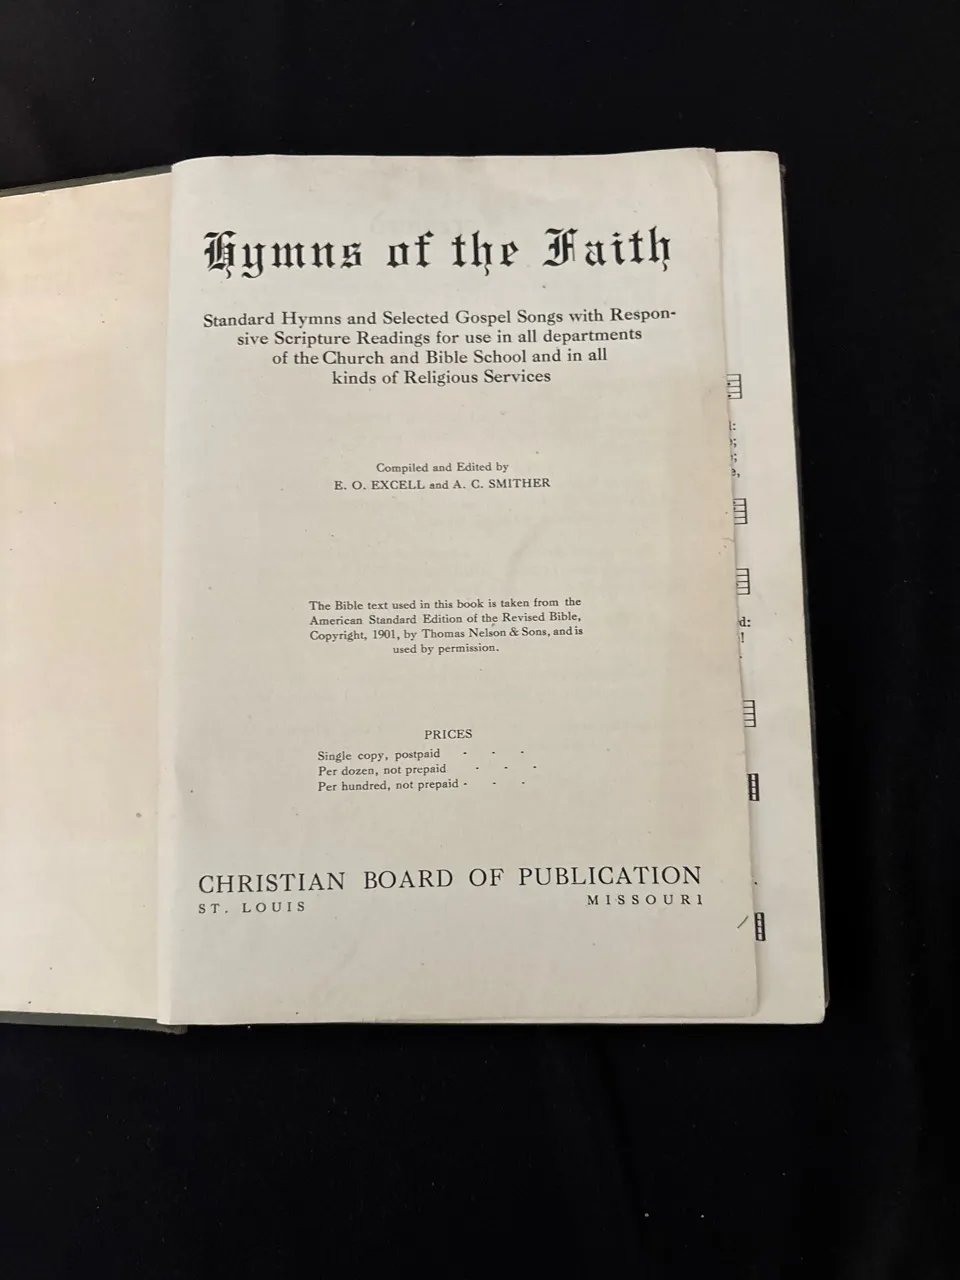 Hymns of the Faith
Standard Hymns and Selected Gospel Songs with Respon-
sive Scripture Readings for use in all departments
of the Church and Bible School and in all
kinds of Religious Services
Compiled and Edited by
E. O. EXCELL and A. C. SMITHER
The Bible text used in this book is taken from the
American Standard Edition of the Revised Bible,
Copyright, 1901, by Thomas Nelson & Sons, and is
used by permission.
PRICES
Single copy, postpaid - - -
Per dozen, not prepaid - - -
Per hundred, not prepaid - - -
CHRISTIAN BOARD OF PUBLICATION
ST. LOUIS MISSOURI